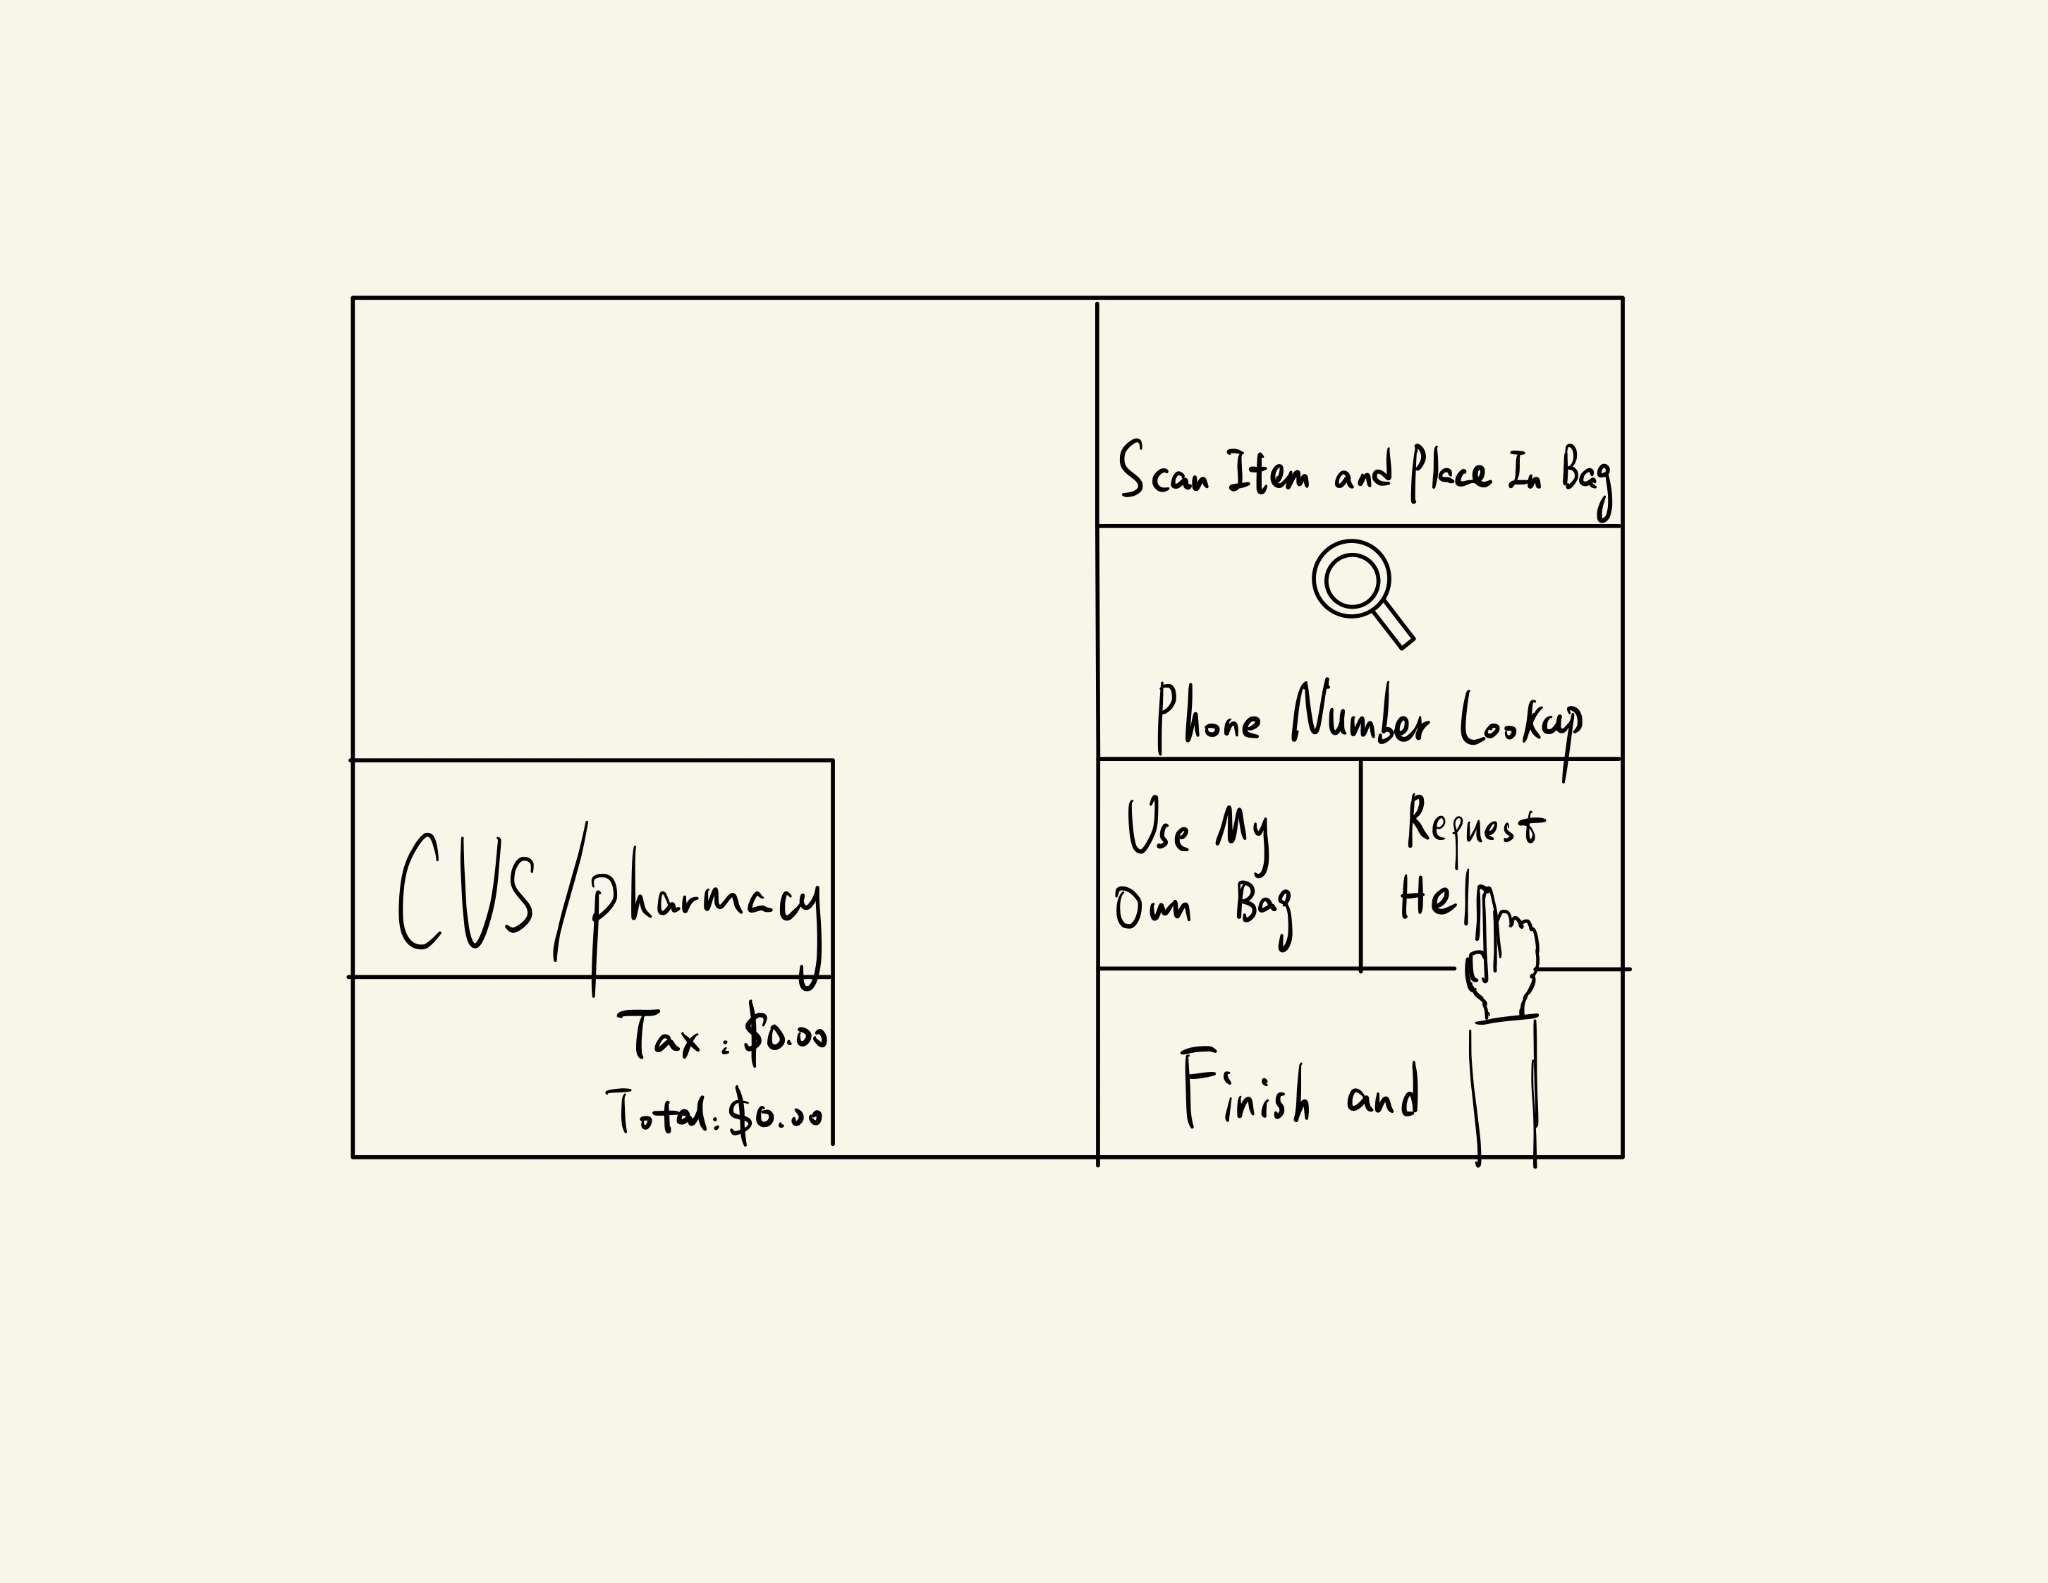 Scan Item and Place In Bag
Phone Number Lookup
CVS/pharmacy
Tax: $0.00
Total: $0.00
Use My
Own Bag
Request
Hel
Finish and